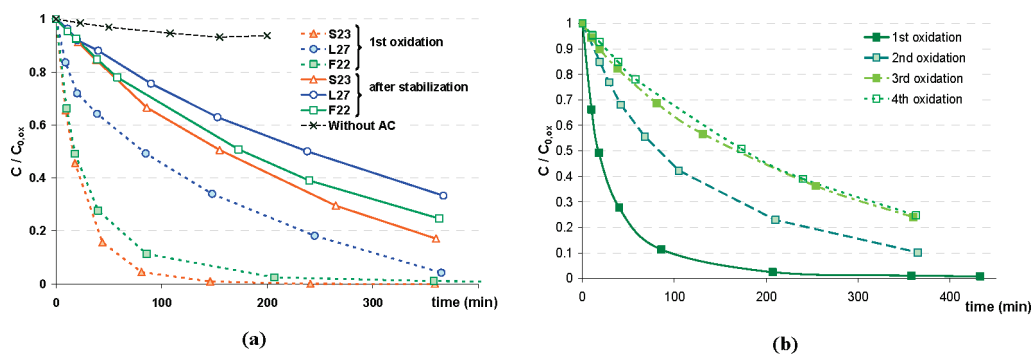 C / C0,ox
1
0.8
0.6
0.4
0.2
0
0
100
200
300
time (min)
S23
L27
F22
1st oxidation
S23
L27
F22
after stabilization
Without AC
(a)
C / C0,ox
1
0.9
0.8
0.7
0.6
0.5
0.4
0.3
0.2
0.1
0
0
100
200
300
400
time (min)
1st oxidation
2nd oxidation
3rd oxidation
4th oxidation
(b)